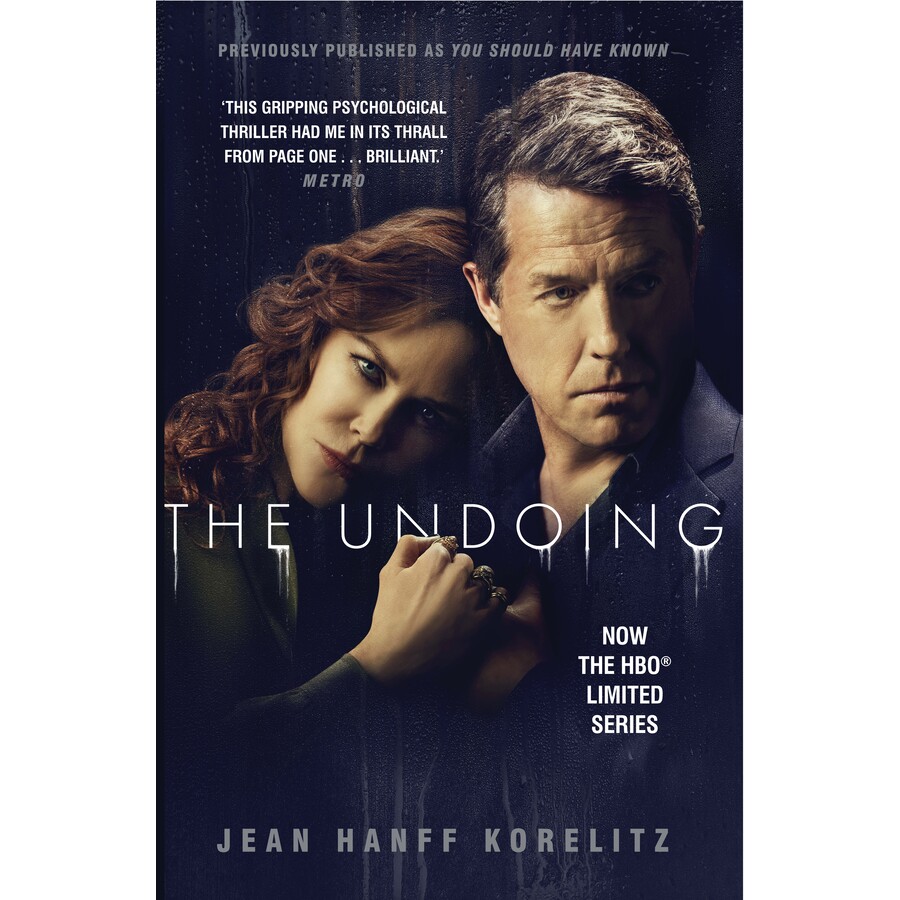 PREVIOUSLY PUBLISHED AS YOU SHOULD HAVE KNOWN
‘THIS GRIPPING PSYCHOLOGICAL
THRILLER HAD ME IN ITS THRALL
FROM PAGE ONE . . . BRILLIANT.’
METRO
THE UNDOING
NOW
THE HBO®
LIMITED
SERIES
JEAN HANFF KORELITZ